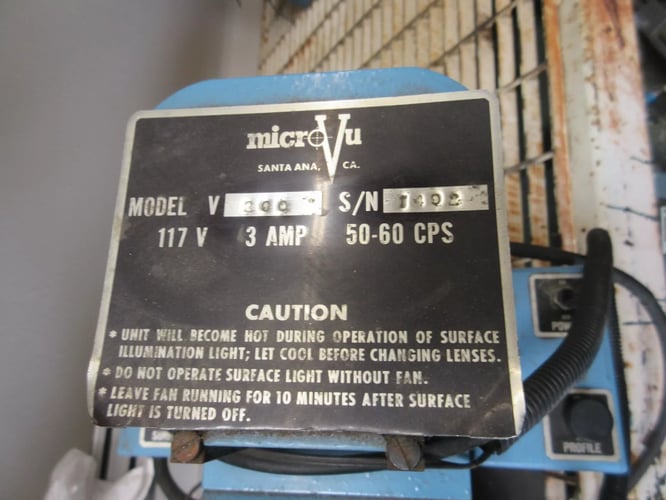 microVu
SANTA ANA, CA.
MODEL V 300 S/N 1492
117 V 3 AMP 50-60 CPS
CAUTION
* UNIT WILL BECOME HOT DURING OPERATION OF SURFACE
ILLUMINATION LIGHT; LET COOL BEFORE CHANGING LENSES.
* DO NOT OPERATE SURFACE LIGHT WITHOUT FAN.
* LEAVE FAN RUNNING FOR 10 MINUTES AFTER SURFACE
LIGHT IS TURNED OFF.
PROFILE